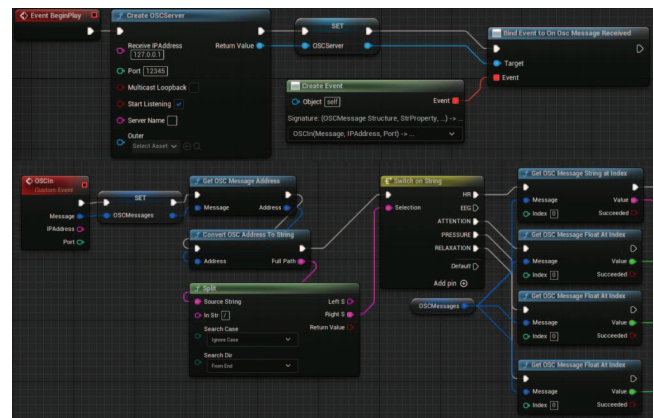 Event BeginPlay
Create OSCServer
Receive IPAddress
127.0.0.1
Return Value
Port 12345
Multicast Loopback
Start Listening
Server Name
Outer
Select Asset
SET
OSCServer
Bind Event to On Osc Message Received
Target
Event
Create Event
Object self
Event
Signature: (OSCMessage Structure, StrProperty, ...) -> ...
OSCIn(Message, IPAddress, Port) -> ...
OSCIn
Custom Event
Message
IPAddress
Port
SET
OSCMessages
Get OSC Message Address
Message
Address
Convert OSC Address To String
Address
Full Path
Split
Source String
Left S
In Str /
Right S
Search Case
Return Value
Ignore Case
Search Dir
From End
Switch on String
HR
Selection
EEG
ATTENTION
PRESSURE
RELAXATION
Default
Add pin
OSCMessages
Get OSC Message String at Index
Message
Value
Index 0
Succeeded
Get OSC Message Float At Index
Message
Value
Index 0
Succeeded
Get OSC Message Float At Index
Message
Value
Index 0
Succeeded
Get OSC Message Float At Index
Message
Value
Index 0
Succeeded